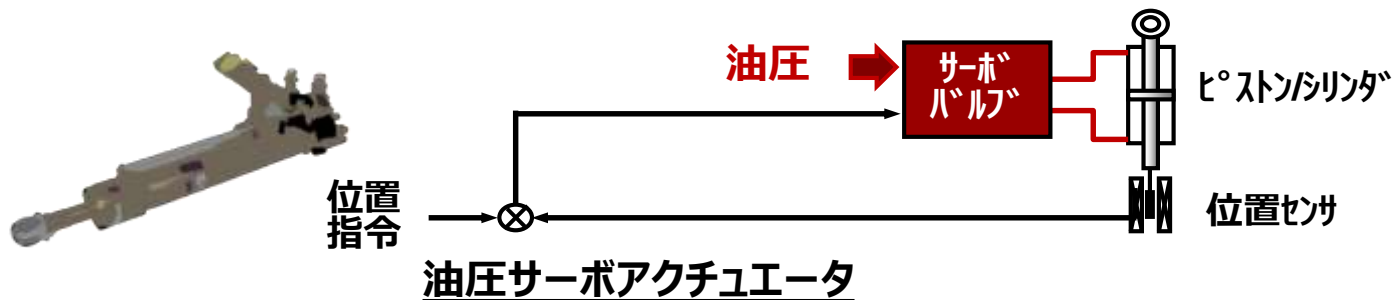 油圧
サーボ
バルブ
ピストン/シリンダ
位置
指令
位置センサ
油圧サーボアクチュエータ